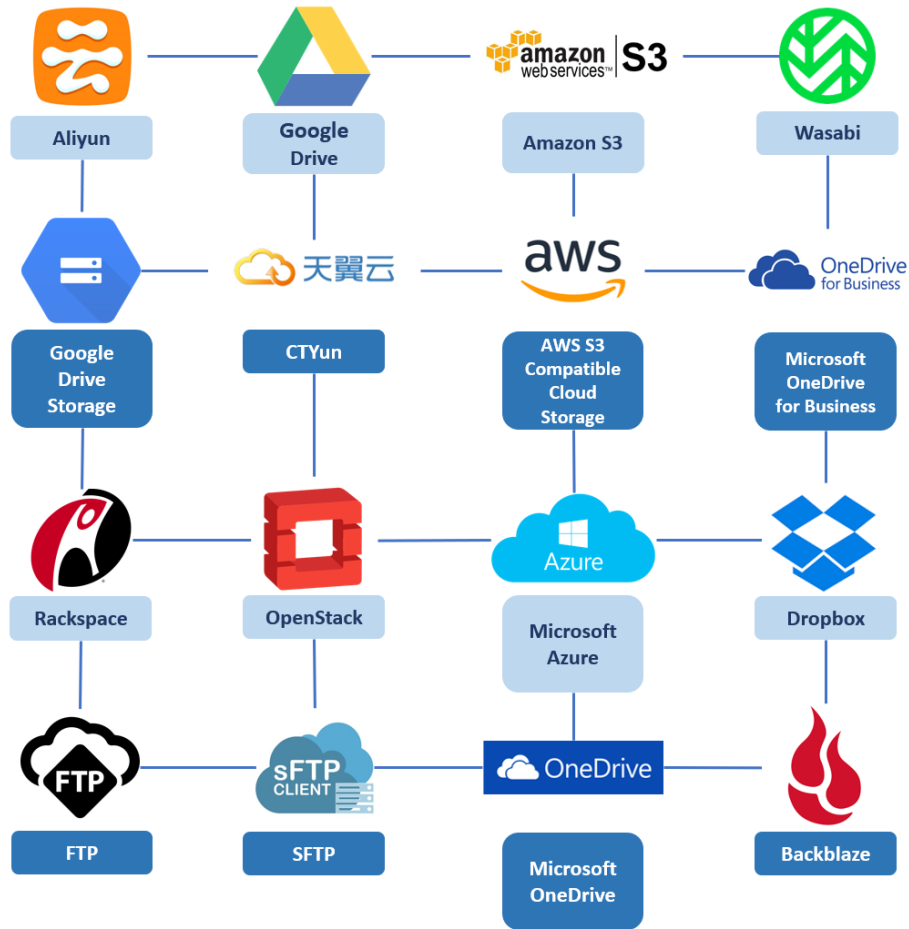 amazon
web services™ | S3
Aliyun
Google
Drive
Amazon S3
Wasabi
天翼云
aws
OneDrive
for Business
Google
Drive
Storage
CTYun
AWS S3
Compatible
Cloud
Storage
Microsoft
OneDrive
for Business
Azure
Rackspace
OpenStack
Microsoft
Azure
Dropbox
FTP
sFTP
CLIENT
OneDrive
FTP
SFTP
Microsoft
OneDrive
Backblaze